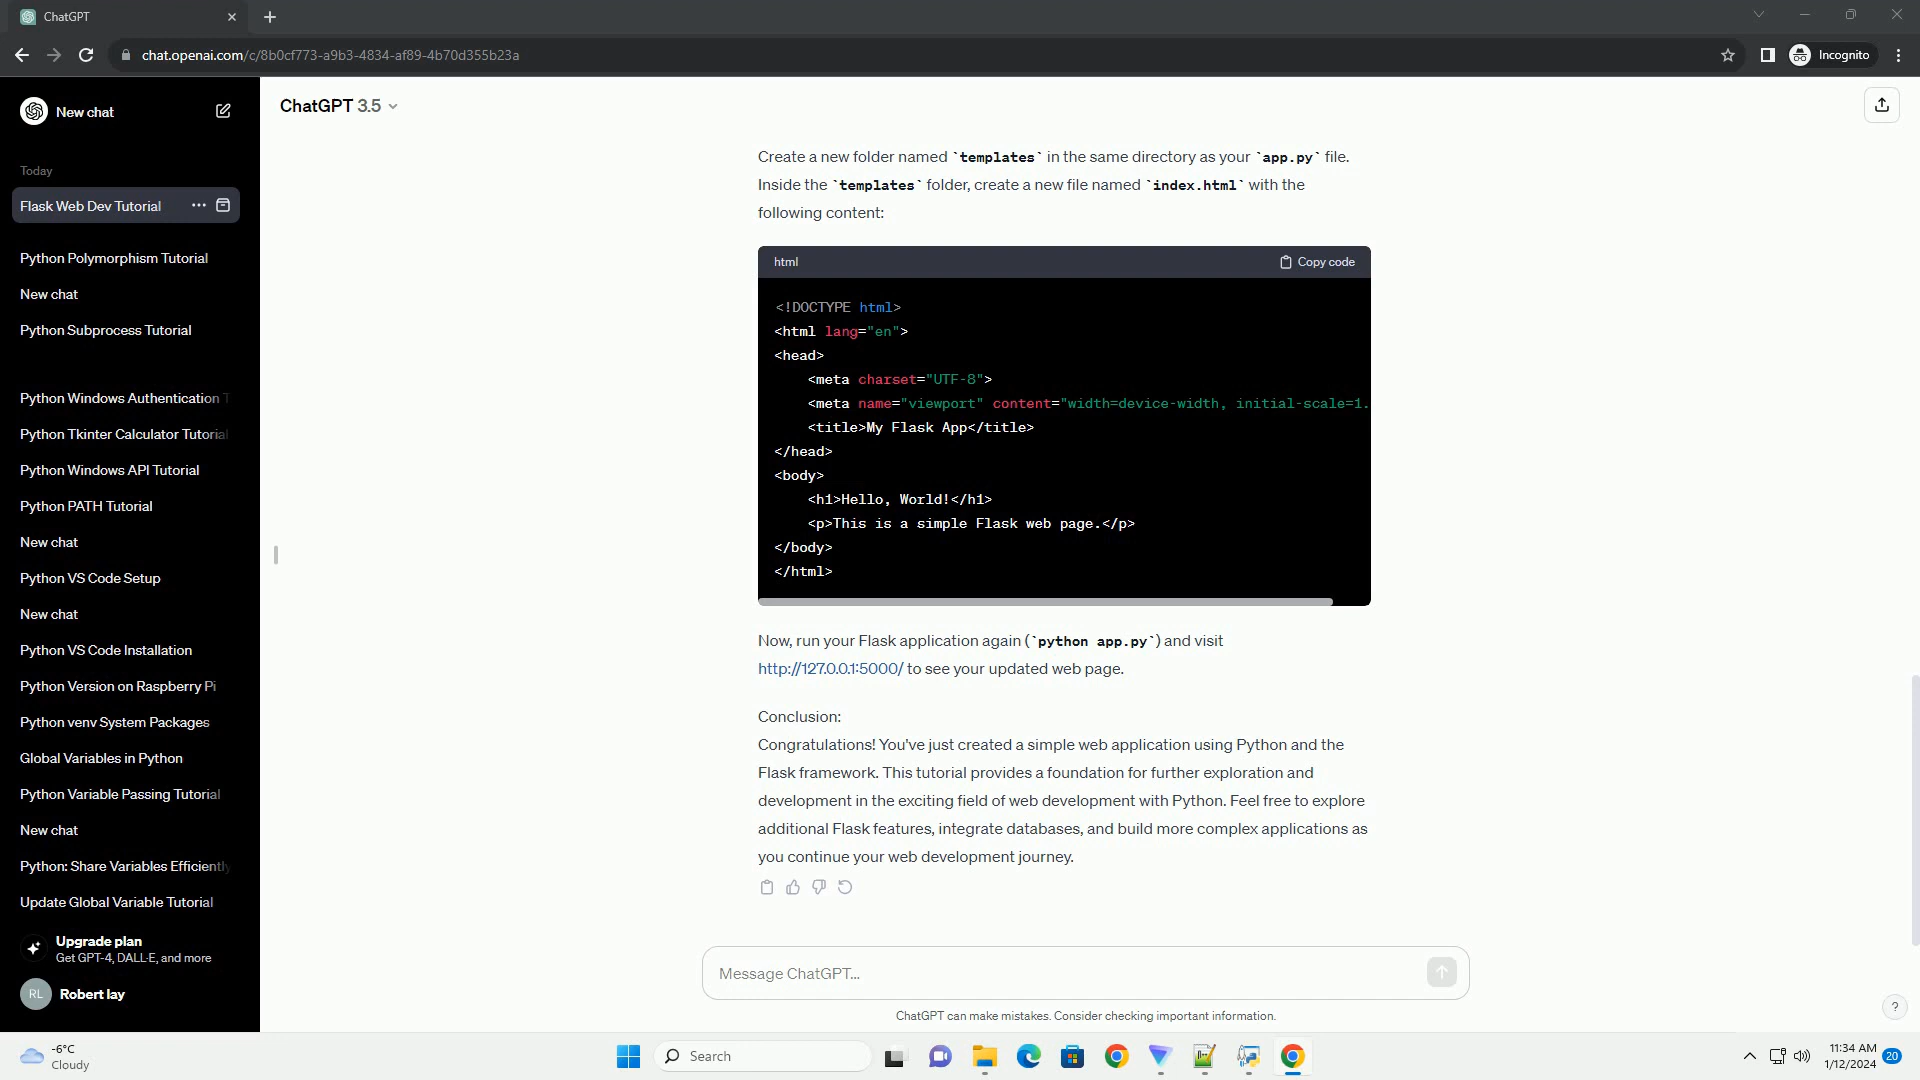 ChatGPT
chat.openai.com/c/8b0cf773-a9b3-4834-af89-4b70d355b23a
Incognito
New chat
ChatGPT 3.5
Today
Flask Web Dev Tutorial
Python Polymorphism Tutorial
New chat
Python Subprocess Tutorial
Python Windows Authentication T
Python Tkinter Calculator Tutorial
Python Windows API Tutorial
Python PATH Tutorial
New chat
Python VS Code Setup
New chat
Python VS Code Installation
Python Version on Raspberry Pi
Python venv System Packages
Global Variables in Python
Python Variable Passing Tutorial
New chat
Python: Share Variables Efficiently
Update Global Variable Tutorial
Upgrade plan
Get GPT-4, DALL·E, and more
RL
Robert lay
Create a new folder named `templates` in the same directory as your `app.py` file.
Inside the `templates` folder, create a new file named `index.html` with the
following content:
html
Copy code
<!DOCTYPE html>
<html lang="en">
<head>
    <meta charset="UTF-8">
    <meta name="viewport" content="width=device-width, initial-scale=1.
    <title>My Flask App</title>
</head>
<body>
    <h1>Hello, World!</h1>
    <p>This is a simple Flask web page.</p>
</body>
</html>
Now, run your Flask application again (`python app.py`) and visit
http://127.0.0.1:5000/ to see your updated web page.
Conclusion:
Congratulations! You've just created a simple web application using Python and the
Flask framework. This tutorial provides a foundation for further exploration and
development in the exciting field of web development with Python. Feel free to explore
additional Flask features, integrate databases, and build more complex applications as
you continue your web development journey.
Message ChatGPT...
ChatGPT can make mistakes. Consider checking important information.
?
-6°C
Cloudy
Search
11:34 AM
1/12/2024
20